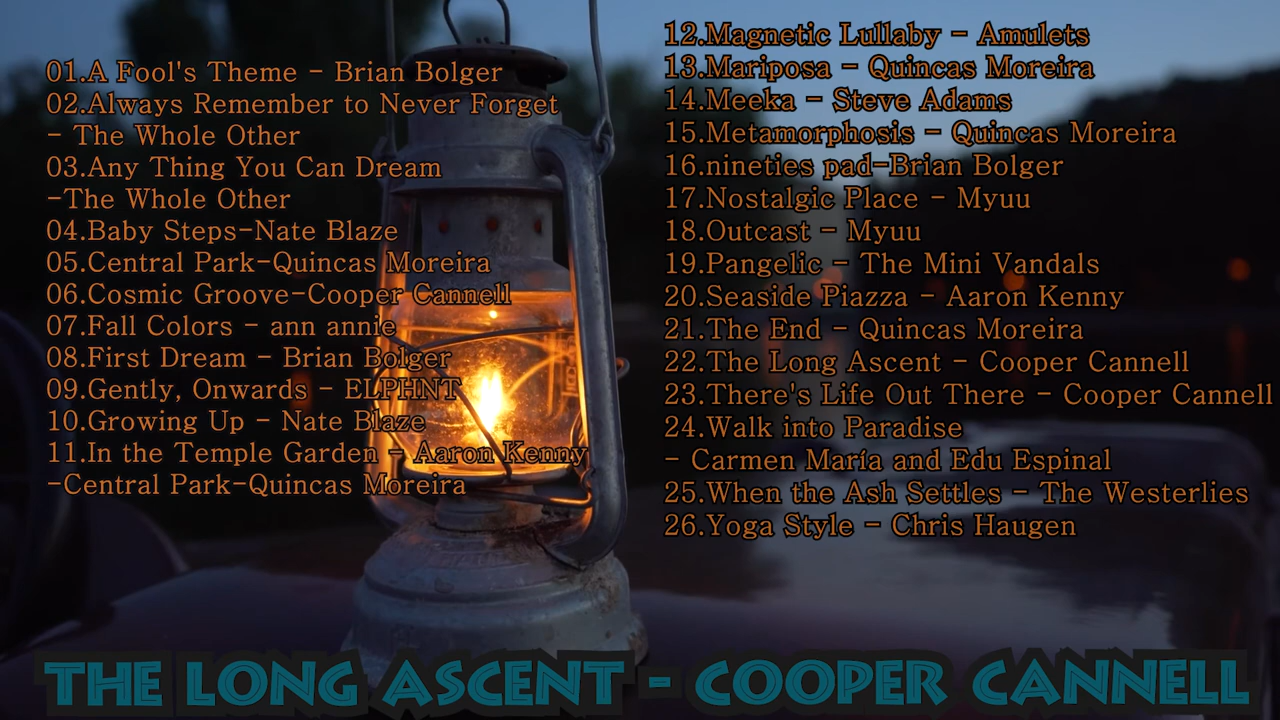 01.A Fool's Theme - Brian Bolger
02.Always Remember to Never Forget
- The Whole Other
03.Any Thing You Can Dream
-The Whole Other
04.Baby Steps-Nate Blaze
05.Central Park-Quincas Moreira
06.Cosmic Groove-Cooper Cannell
07.Fall Colors - ann annie
08.First Dream - Brian Bolger
09.Gently, Onwards - ELPHNT
10.Growing Up - Nate Blaze
11.In the Temple Garden - Aaron Kenny
-Central Park-Quincas Moreira
12.Magnetic Lullaby - Amulets
13.Mariposa - Quincas Moreira
14.Meeka - Steve Adams
15.Metamorphosis - Quincas Moreira
16.nineties pad-Brian Bolger
17.Nostalgic Place - Myuu
18.Outcast - Myuu
19.Pangelic - The Mini Vandals
20.Seaside Piazza - Aaron Kenny
21.The End - Quincas Moreira
22.The Long Ascent - Cooper Cannell
23.There's Life Out There - Cooper Cannell
24.Walk into Paradise
- Carmen María and Edu Espinal
25.When the Ash Settles - The Westerlies
26.Yoga Style - Chris Haugen
THE LONG ASCENT - COOPER CANNELL